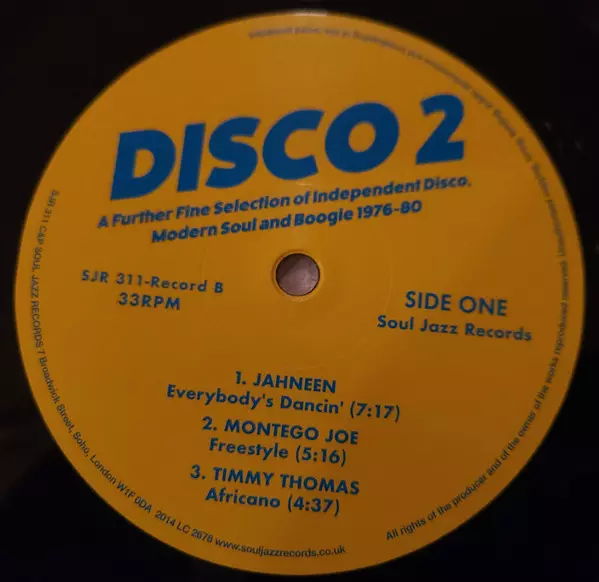 DISCO 2
A Further Fine Selection of Independent Disco,
Modern Soul and Boogie 1976-80
SJR 311-Record B
33RPM
SIDE ONE
Soul Jazz Records
1. JAHNEEN
Everybody's Dancin' (7:17)
2. MONTEGO JOE
Freestyle (5:16)
3. TIMMY THOMAS
Africano (4:37)
SJR 311 C&P SOUL JAZZ RECORDS 7 Broadwick Street, Soho, London W1F 0DA 2014 LC 2678 www.souljazzrecords.co.uk
All rights of the producer and of the owner of the works reproduced reserved.